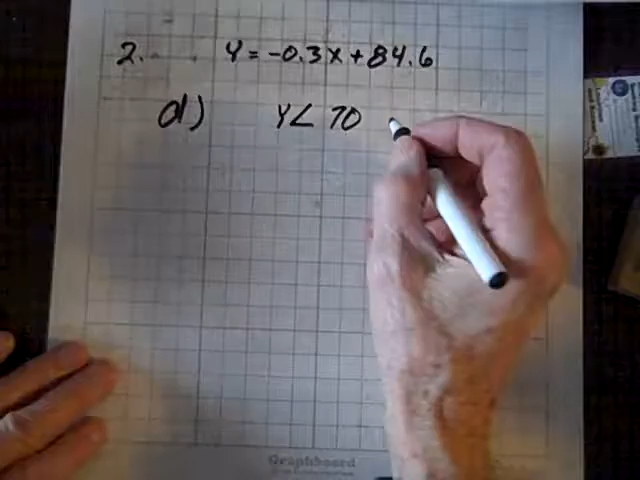 2. Y = -0.3x + 84.6
d) Y < 70
Graphboard